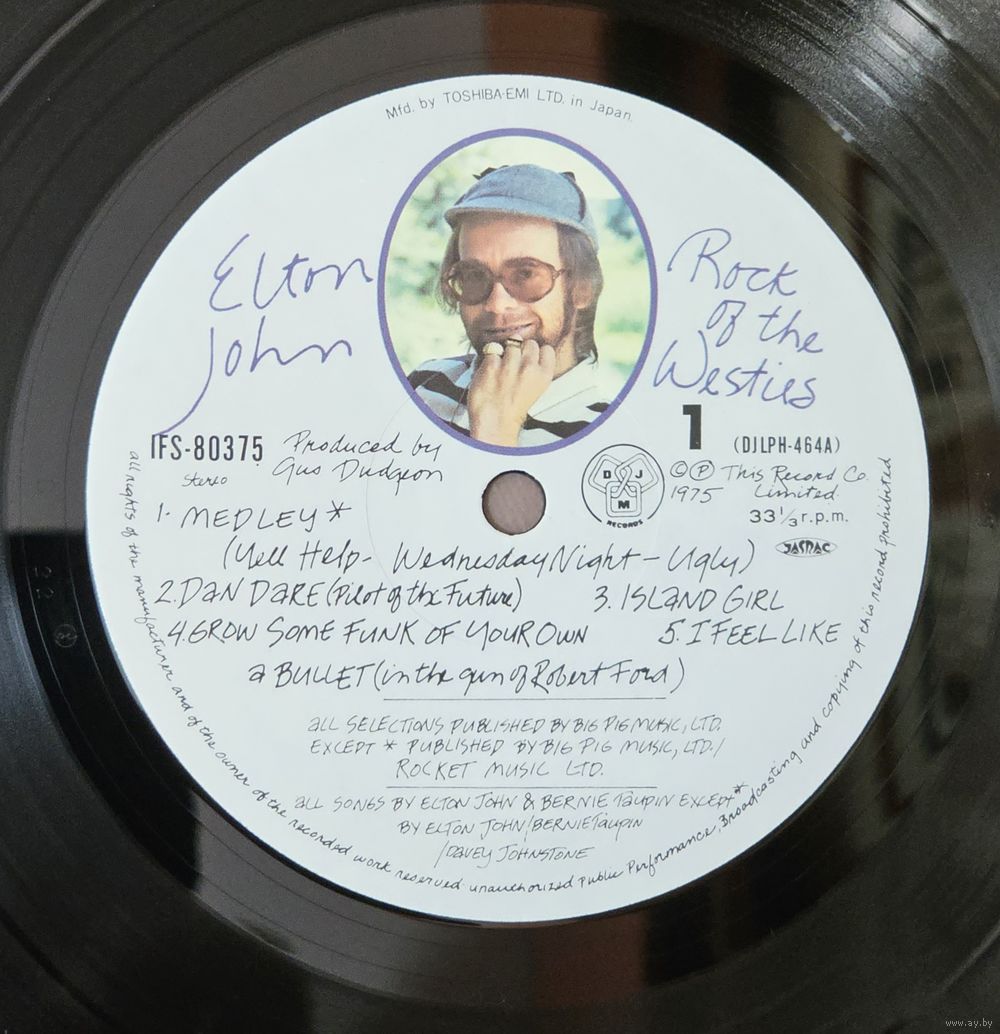 Mfd. by TOSHIBA-EMI LTD. in Japan.
Elton
John
Rock
of the
Westies
IFS-80375
Stereo
Produced by
Gus Dudgeon
D J
M
RECORDS
1
(DJLPH-464A)
© ℗ This Record Co.
1975 Limited.
33 1/3 r.p.m.
JASRAC
1. MEDLEY *
(Yell Help - Wednesday Night - Ugly)
2. DAN DARE (Pilot of the Future) 3. ISLAND GIRL
4. GROW SOME FUNK OF YOUR OWN 5. I FEEL LIKE
a BULLET (in the gun of Robert Ford)
ALL SELECTIONS PUBLISHED BY BIG PIG MUSIC, LTD.
EXCEPT * PUBLISHED BY BIG PIG MUSIC, LTD. /
ROCKET MUSIC LTD.
ALL SONGS BY ELTON JOHN & BERNIE TAUPIN EXCEPT *
BY ELTON JOHN / BERNIE TAUPIN
/ DAVEY JOHNSTONE
all rights of the manufacturer and of the owner of the recorded work reserved unauthorized public Performance, Broadcasting and copying of this record prohibited
www.ay.by